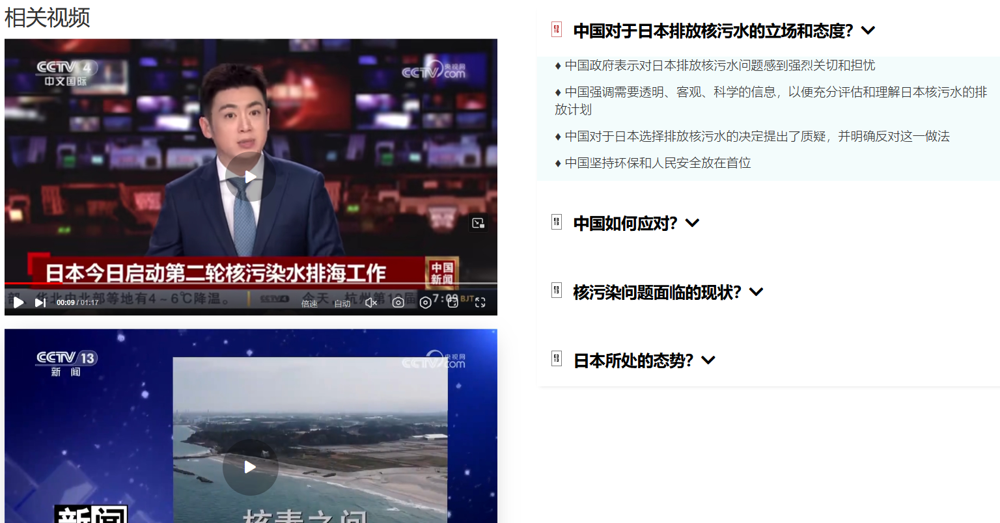 相关视频
CCTV 4
中文国际
央视网
CCTV com
日本今日启动第二轮核污染水排海工作
中国
新闻
部、华北中北部等地有4～6℃降温。
CCTV 4
今天，杭州第19届
7:09 BJT
00:09 / 01:17
倍速
自动
CCTV 13
新闻
央视网
CCTV com
新闻
核毒之间
中国对于日本排放核污水的立场和态度？
♦ 中国政府表示对日本排放核污水问题感到强烈关切和担忧
♦ 中国强调需要透明、客观、科学的信息，以便充分评估和理解日本核污水的排
放计划
♦ 中国对于日本选择排放核污水的决定提出了质疑，并明确反对这一做法
♦ 中国坚持环保和人民安全放在首位
中国如何应对？
核污染问题面临的现状？
日本所处的态势？